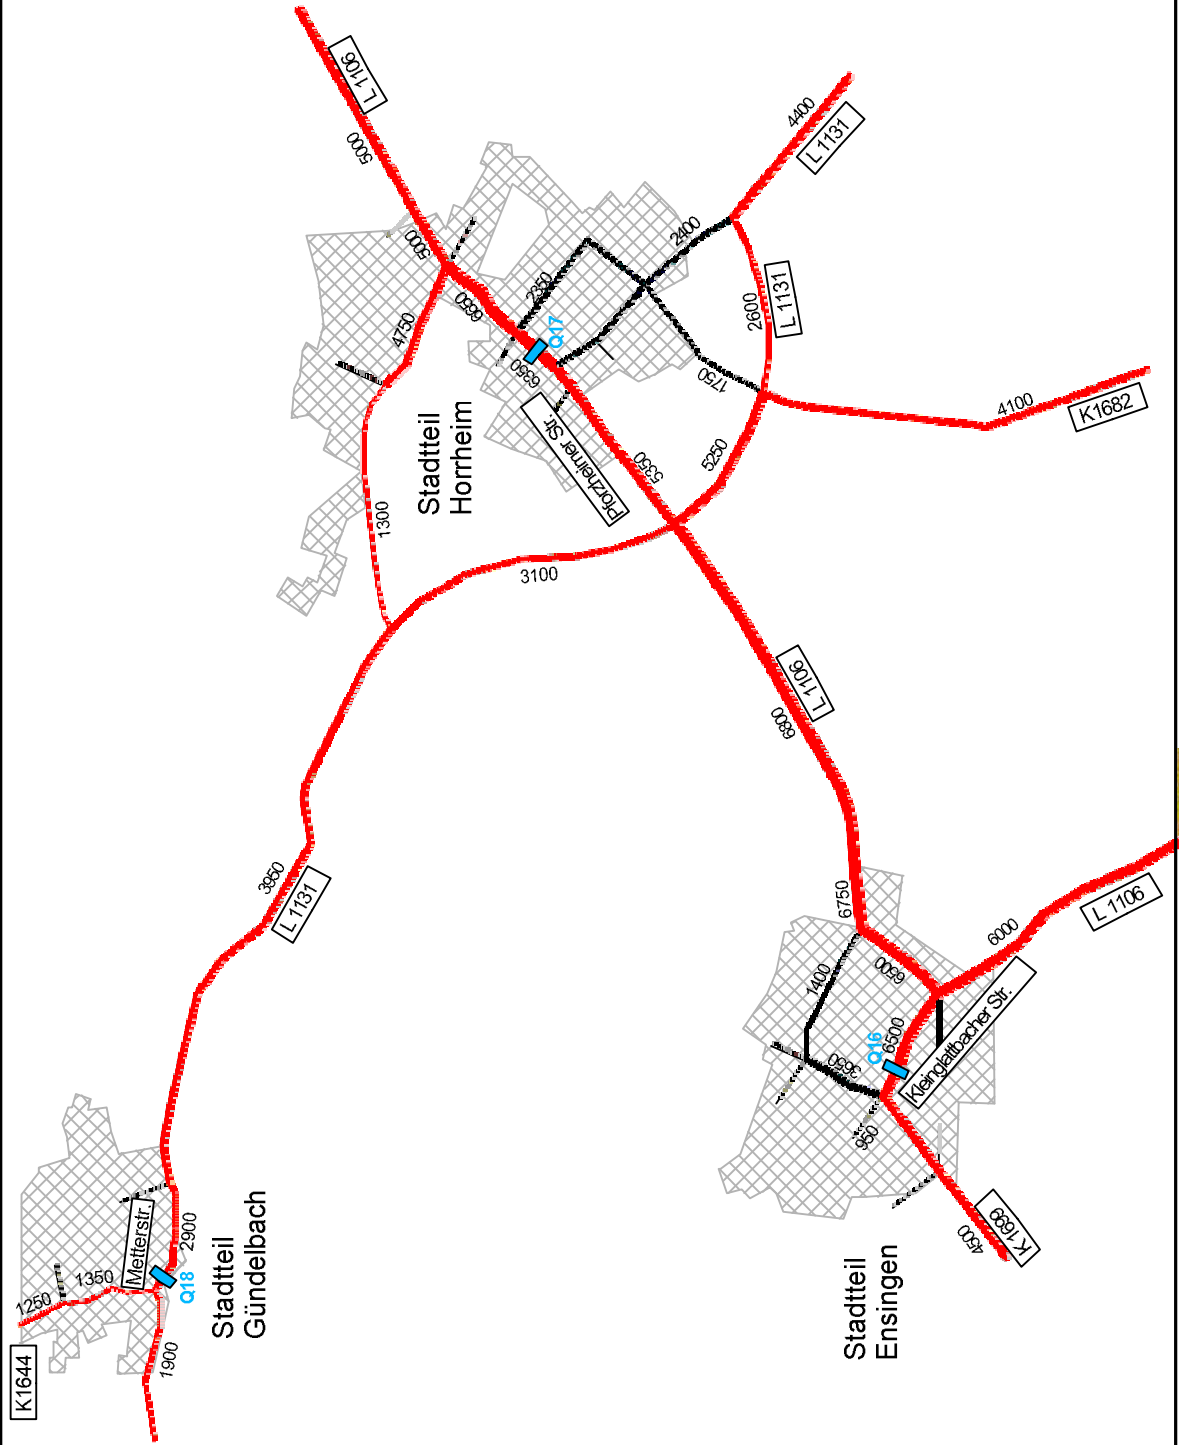 L 1106
5000
5000
4400
L 1131
4750
6650
2350
2400
Q17
6350
Pforzheimer Str.
Stadtteil
Horrheim
1750
2600
L 1131
4100
K1682
5350
5250
1300
3100
L 1106
6800
3950
L 1131
6750
1400
6500
6000
L 1106
Q16
6500
3650
Kleinglattbacher Str.
950
4500
K 1699
Stadtteil
Ensingen
Metterstr.
2900
Q18
1350
1250
K1644
1900
Stadtteil
Gündelbach